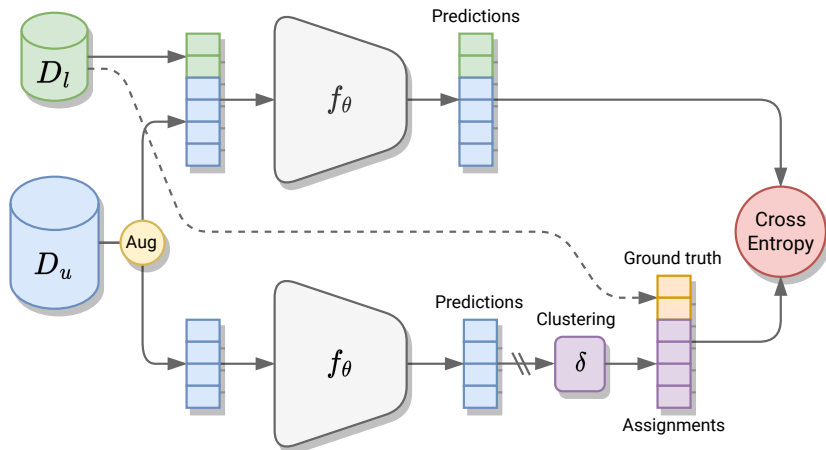 Predictions
D_l
f_θ
Aug
Cross
Entropy
D_u
Ground truth
Predictions
Clustering
f_θ
δ
Assignments